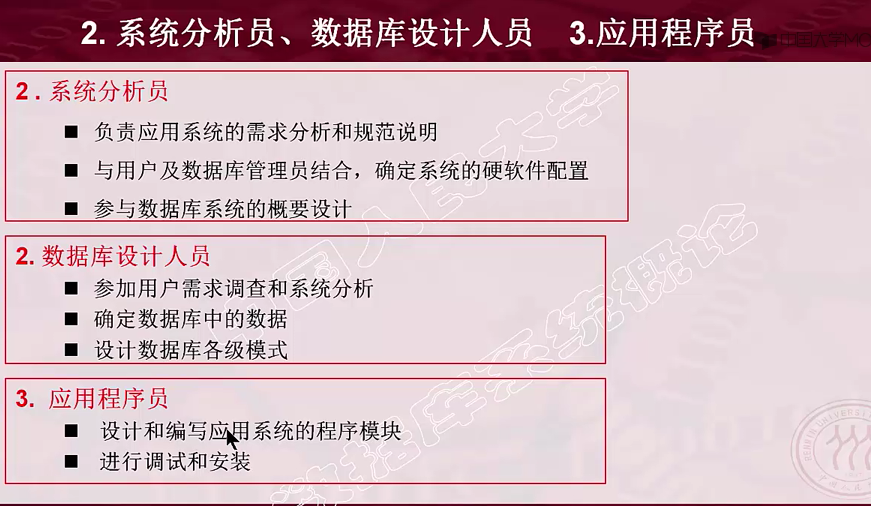 2. 系统分析员、数据库设计人员 3.应用程序员
中国大学MO
2 . 系统分析员
■ 负责应用系统的需求分析和规范说明
■ 与用户及数据库管理员结合，确定系统的硬软件配置
■ 参与数据库系统的概要设计
2. 数据库设计人员
■ 参加用户需求调查和系统分析
■ 确定数据库中的数据
■ 设计数据库各级模式
3. 应用程序员
■ 设计和编写应用系统的程序模块
■ 进行调试和安装
中国人民大学
数据库系统概论